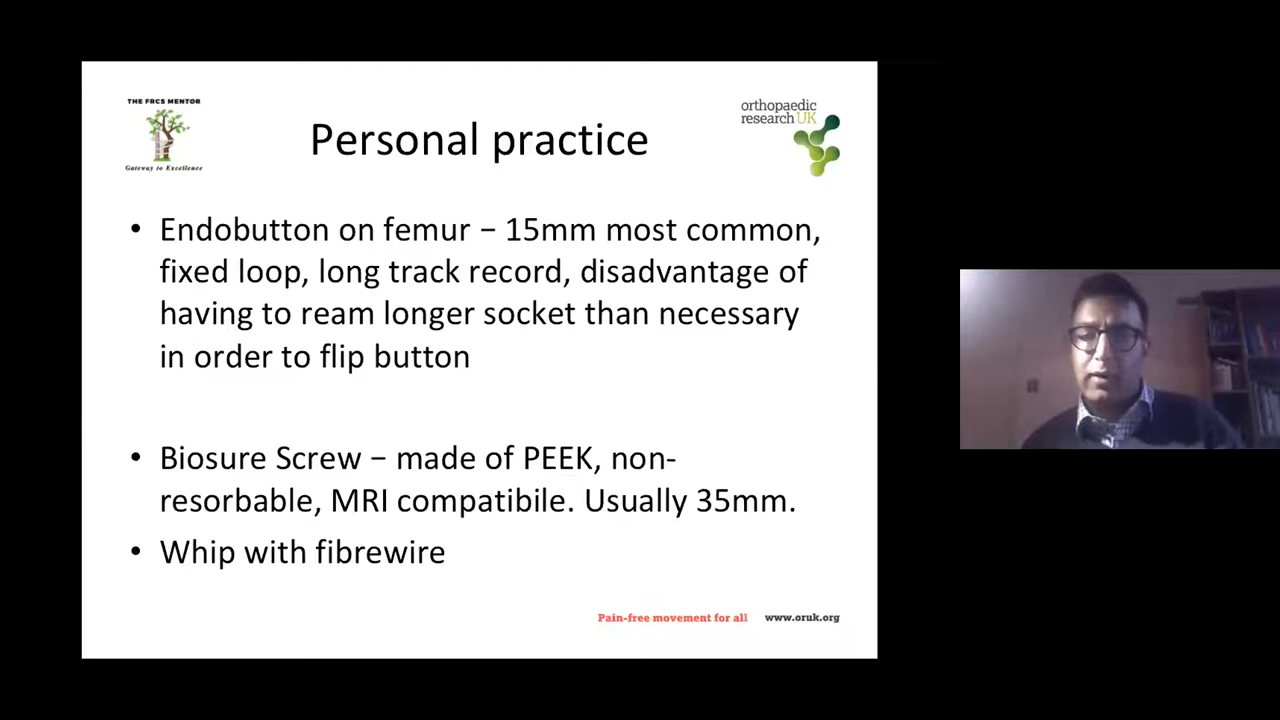 THE FRCS MENTOR
Gateway to Excellence
orthopaedic
research UK
Personal practice
• Endobutton on femur – 15mm most common,
fixed loop, long track record, disadvantage of
having to ream longer socket than necessary
in order to flip button
• Biosure Screw – made of PEEK, non-
resorbable, MRI compatibile. Usually 35mm.
• Whip with fibrewire
Pain-free movement for all www.oruk.org